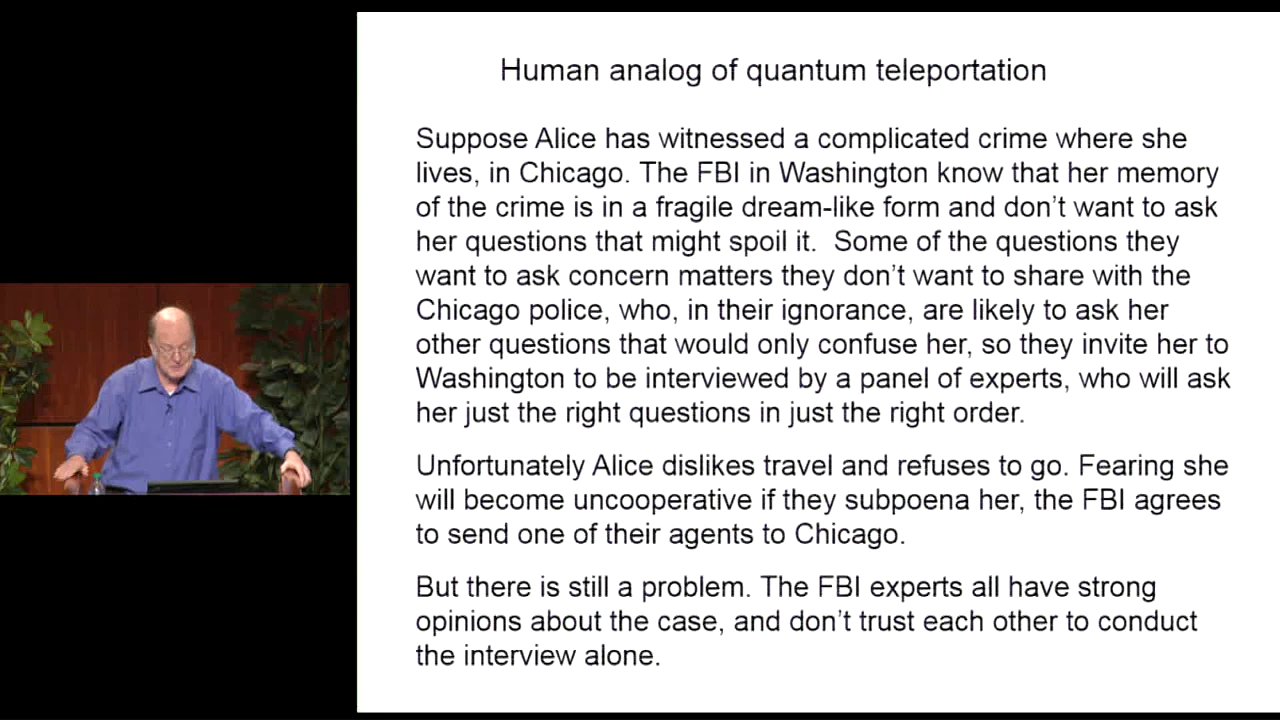 Human analog of quantum teleportation
Suppose Alice has witnessed a complicated crime where she
lives, in Chicago. The FBI in Washington know that her memory
of the crime is in a fragile dream-like form and don’t want to ask
her questions that might spoil it.  Some of the questions they
want to ask concern matters they don’t want to share with the
Chicago police, who, in their ignorance, are likely to ask her
other questions that would only confuse her, so they invite her to
Washington to be interviewed by a panel of experts, who will ask
her just the right questions in just the right order.
Unfortunately Alice dislikes travel and refuses to go. Fearing she
will become uncooperative if they subpoena her, the FBI agrees
to send one of their agents to Chicago.
But there is still a problem. The FBI experts all have strong
opinions about the case, and don’t trust each other to conduct
the interview alone.